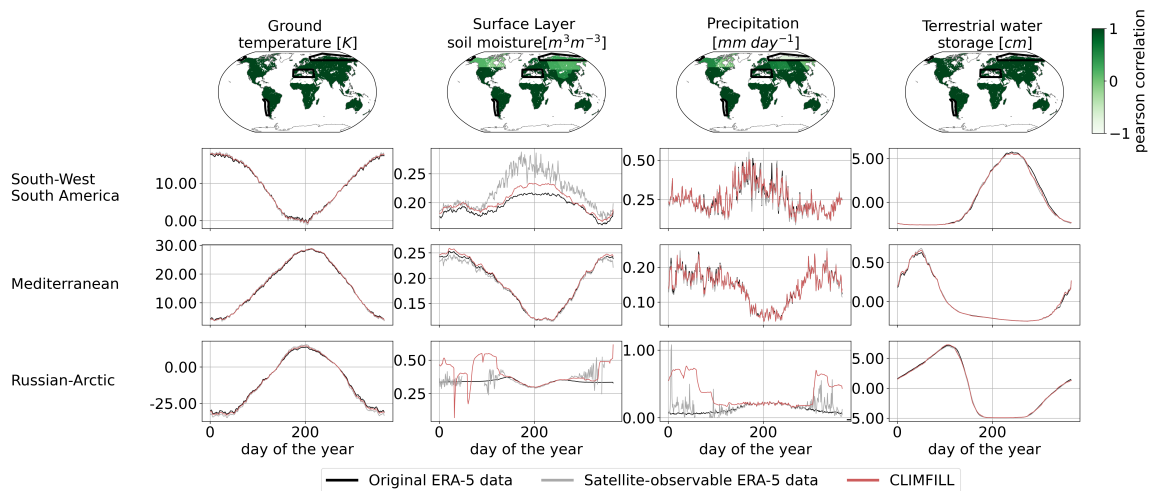 Ground
temperature [K]
Surface Layer
soil moisture[m³m⁻³]
Precipitation
[mm day⁻¹]
Terrestrial water
storage [cm]
1
0
−1
pearson correlation
South-West
South America
10.00
0.00
0.25
0.20
0.50
0.25
5.00
0.00
Mediterranean
30.00
20.00
10.00
0.25
0.20
0.15
0.20
0.10
0.50
0.00
Russian-Arctic
0.00
-25.00
0.50
0.25
1.00
0.00
5.00
0.00
-5.00
0 200
0 200
0 200
0 200
day of the year
day of the year
day of the year
day of the year
Original ERA-5 data
Satellite-observable ERA-5 data
CLIMFILL